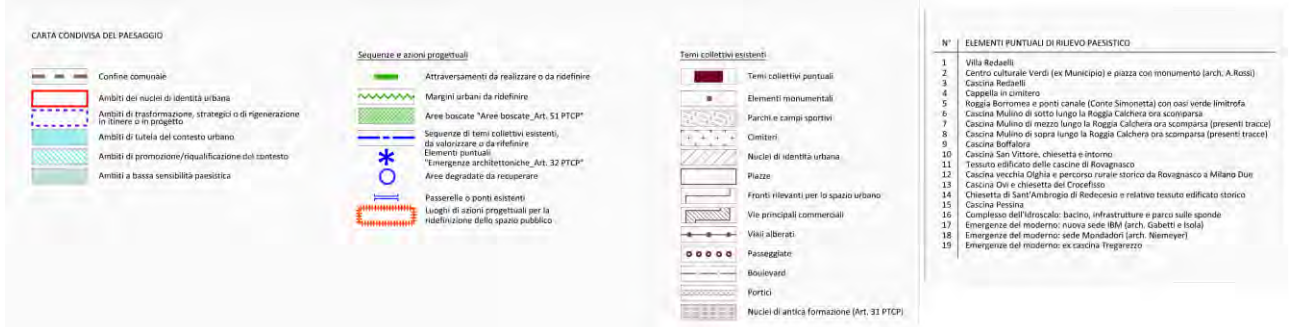 CARTA CONDIVISA DEL PAESAGGIO
Confine comunale
Ambiti dei nuclei di identità urbana
Ambiti di trasformazione, strategici o di rigenerazione
in itinere o in progetto
Ambiti di tutela del contesto urbano
Ambiti di promozione/riqualificazione del contesto
Ambiti a bassa sensibilità paesistica
Sequenze e azioni progettuali
Attraversamenti da realizzare o da ridefinire
Margini urbani da ridefinire
Aree boscate "Aree boscate_Art. 51 PTCP"
Sequenze di temi collettivi esistenti,
da valorizzare o da rifefinire
Elementi puntuali
"Emergenze architettoniche_Art. 32 PTCP"
Aree degradate da recuperare
Passerelle o ponti esistenti
Luoghi di azioni progettuali per la
ridefinizione dello spazio pubblico
Temi collettivi esistenti
Temi collettivi puntuali
Elementi monumentali
Parchi e campi sportivi
Cimiteri
Nuclei di identità urbana
Piazze
Fronti rilevanti per lo spazio urbano
Vie principali commerciali
Viali alberati
Passeggiate
Boulevard
Portici
Nuclei di antica formazione (Art. 31 PTCP)
N° ELEMENTI PUNTUALI DI RILIEVO PAESISTICO
1 Villa Redaelli
2 Centro culturale Verdi (ex Municipio) e piazza con monumento (arch. A.Rossi)
3 Cascina Redaelli
4 Cappella in cimitero
5 Roggia Borromea e ponti canale (Conte Simonetta) con oasi verde limitrofa
6 Cascina Mulino di sotto lungo la Roggia Calchera ora scomparsa
7 Cascina Mulino di mezzo lungo la Roggia Calchera ora scomparsa (presenti tracce)
8 Cascina Mulino di sopra lungo la Roggia Calchera ora scomparsa (presenti tracce)
9 Cascina Boffalora
10 Cascina San Vittore, chiesetta e intorno
11 Tessuto edificato delle cascine di Rovagnasco
12 Cascina vecchia Olghia e percorso rurale storico da Rovagnasco a Milano Due
13 Cascina Ovi e chiesetta del Crocefisso
14 Chiesetta di Sant'Ambrogio di Redecesio e relativo tessuto edificato storico
15 Cascina Pessina
16 Complesso dell'Idroscalo: bacino, infrastrutture e parco sulle sponde
17 Emergenze del moderno: nuova sede IBM (arch. Gabetti e Isola)
18 Emergenze del moderno: sede Mondadori (arch. Niemeyer)
19 Emergenze del moderno: ex cascina Tregarezzo